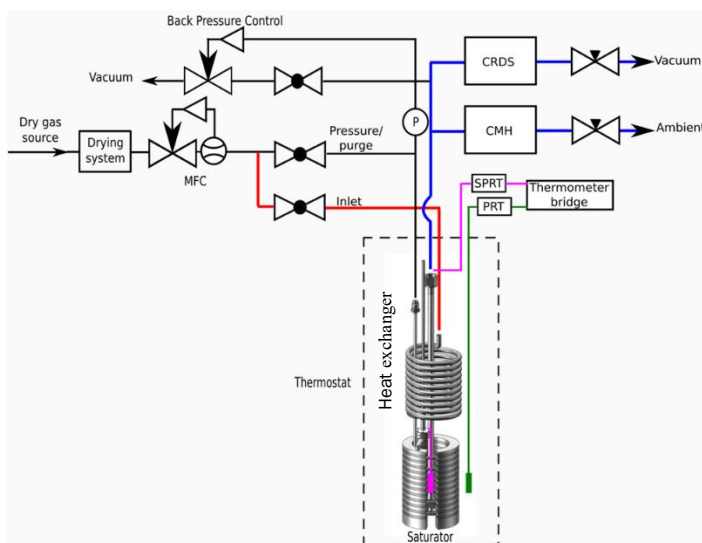 Back Pressure Control
Vacuum
CRDS
Vacuum
Dry gas
source
Drying
system
MFC
Pressure/
purge
P
CMH
Ambient
Inlet
SPRT
PRT
Thermometer
bridge
Heat exchanger
Thermostat
Saturator